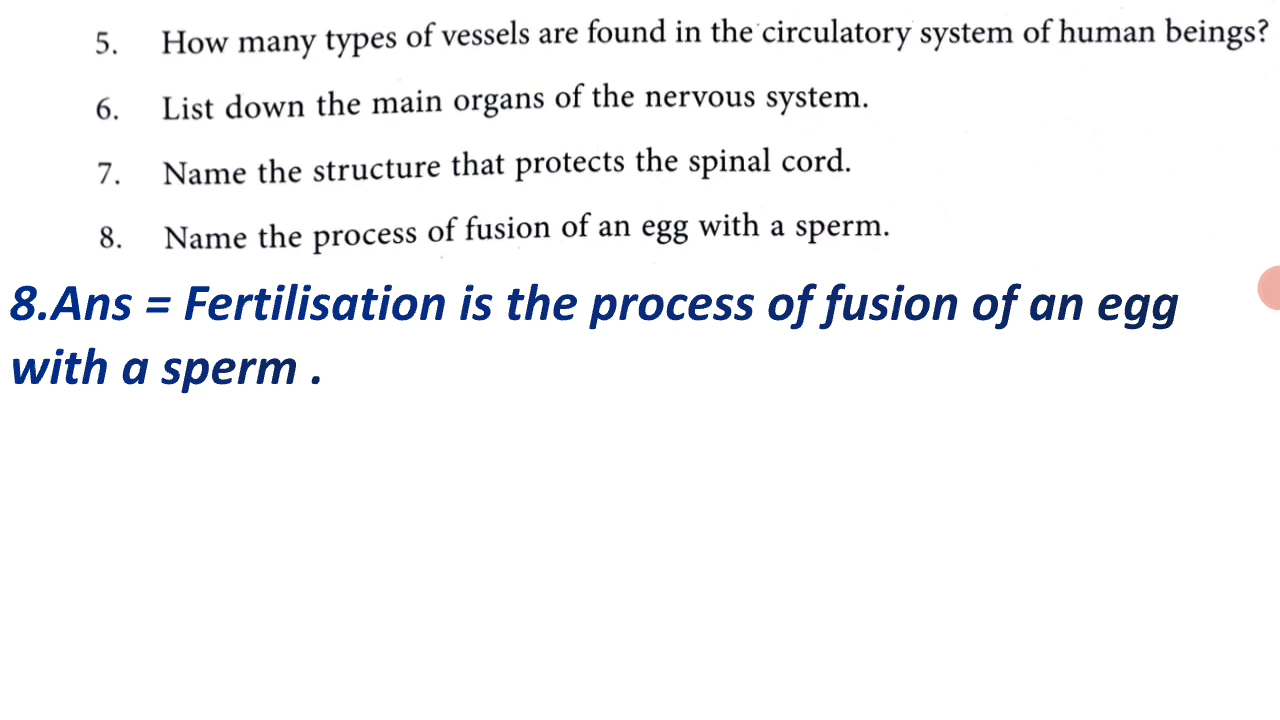 5. How many types of vessels are found in the circulatory system of human beings?
6. List down the main organs of the nervous system.
7. Name the structure that protects the spinal cord.
8. Name the process of fusion of an egg with a sperm.
8.Ans = Fertilisation is the process of fusion of an egg
with a sperm .